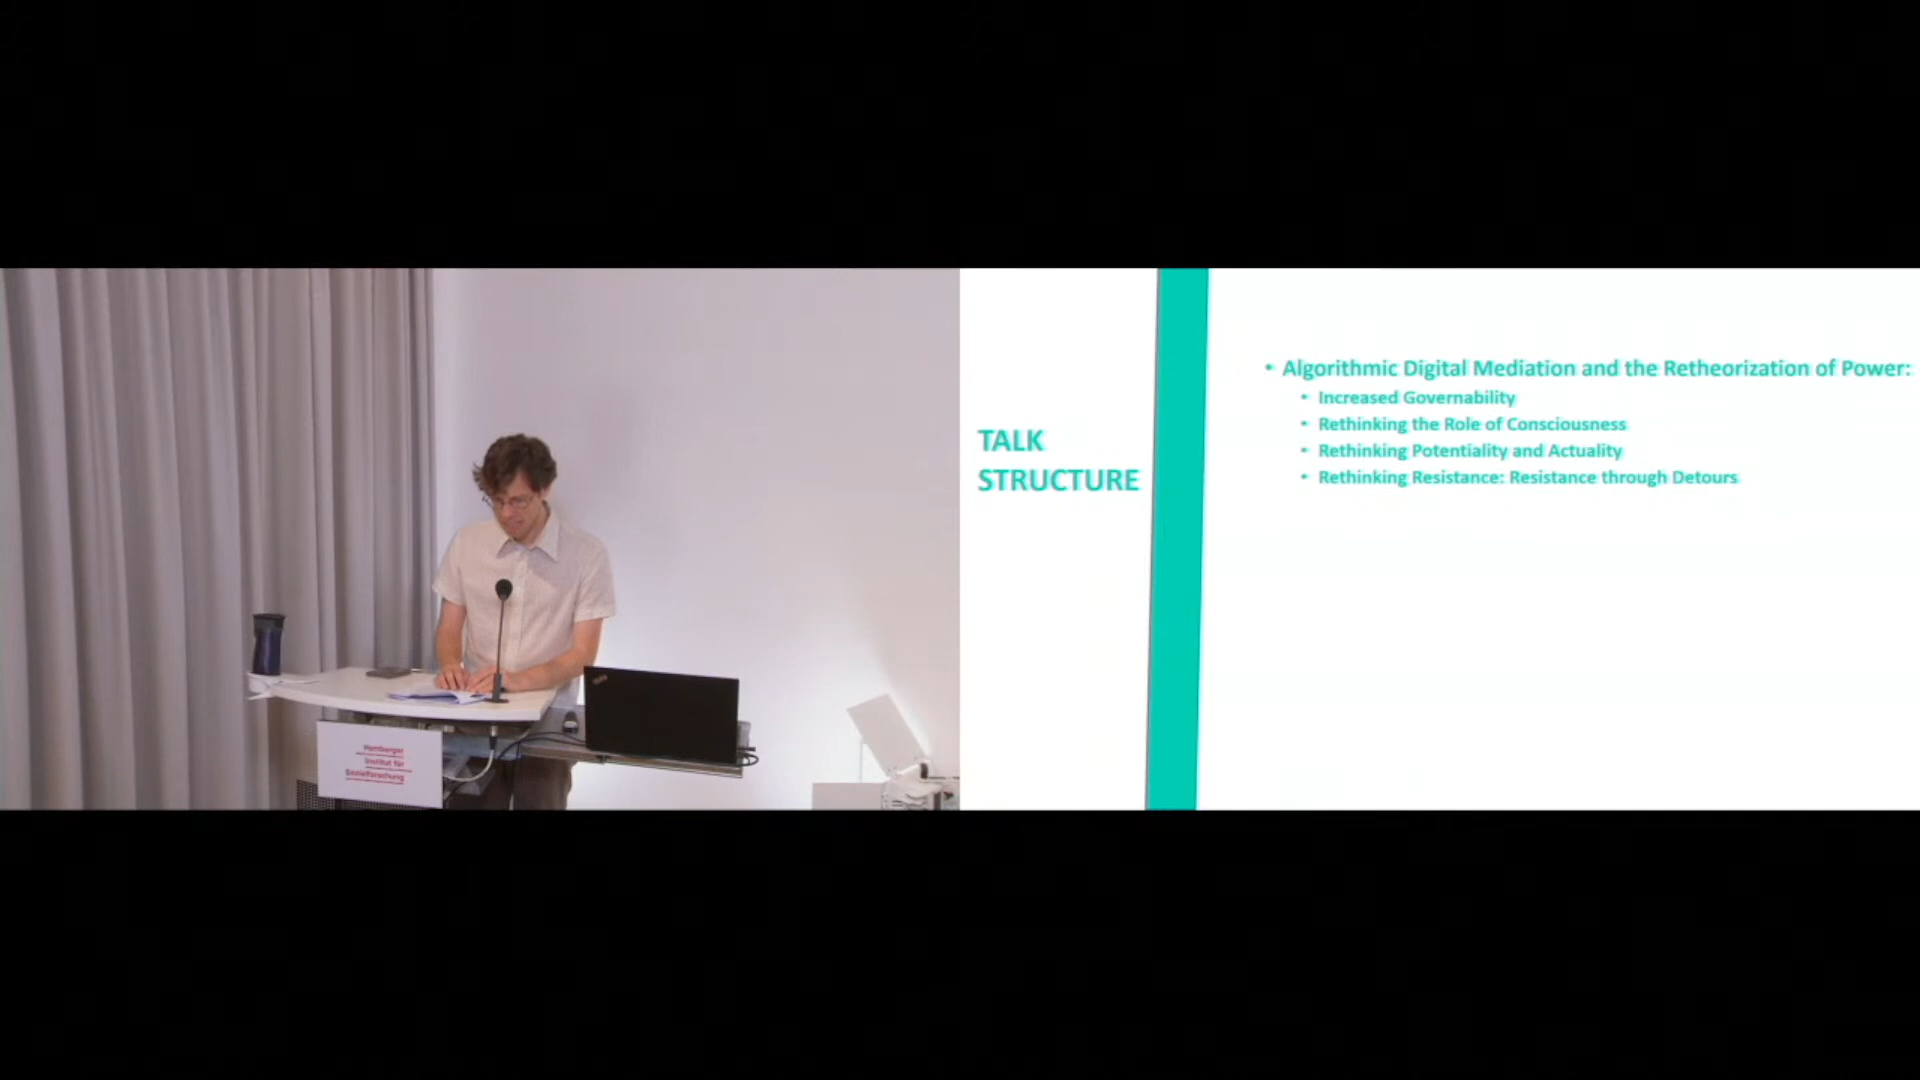 Hamburger
Institut für
Sozialforschung
TALK
STRUCTURE
• Algorithmic Digital Mediation and the Retheorization of Power:
• Increased Governability
• Rethinking the Role of Consciousness
• Rethinking Potentiality and Actuality
• Rethinking Resistance: Resistance through Detours